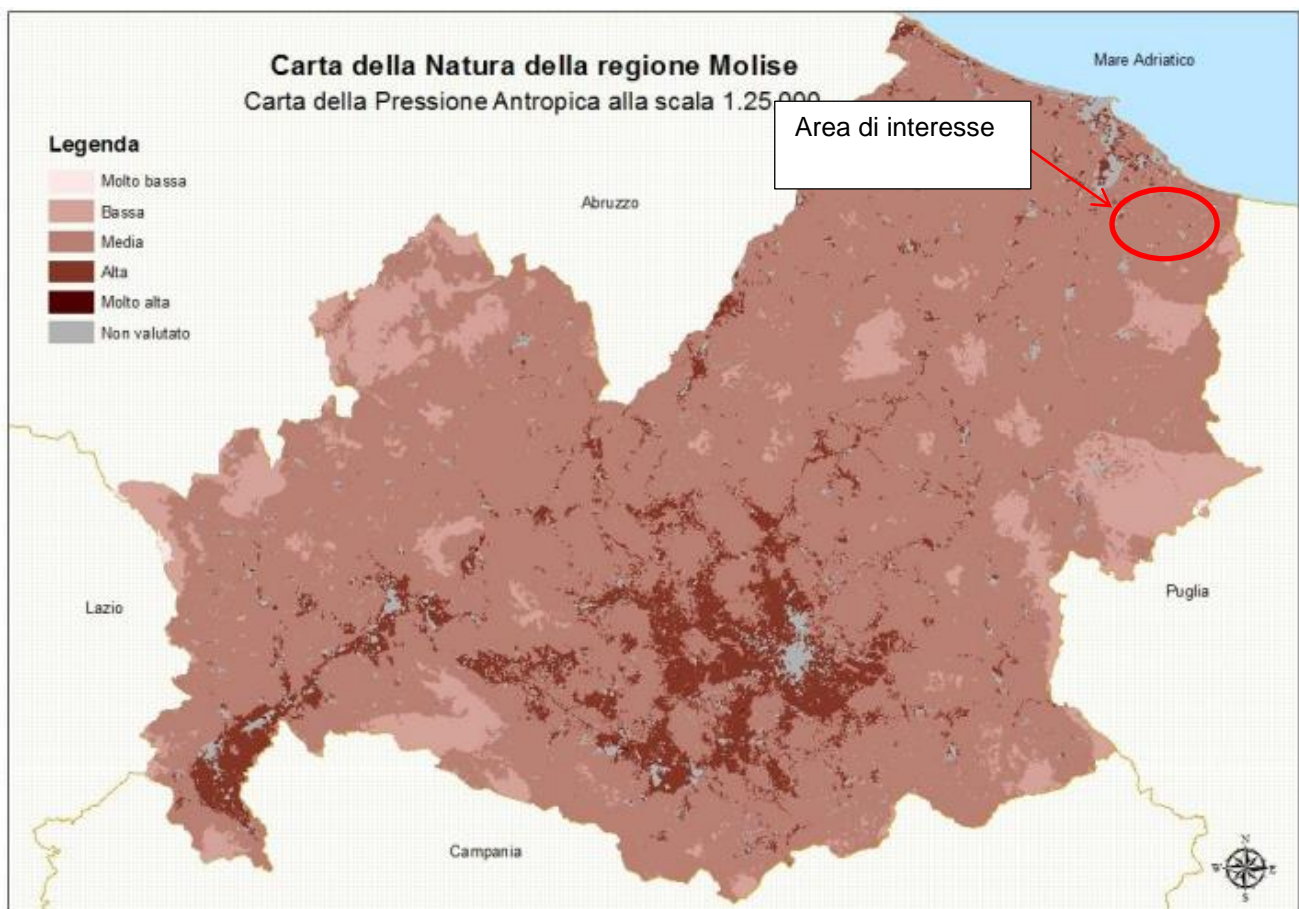 Carta della Natura della regione Molise
Carta della Pressione Antropica alla scala 1.25.000
Mare Adriatico
Area di interesse
Legenda
Molto bassa
Bassa
Media
Alta
Molto alta
Non valutato
Abruzzo
Lazio
Puglia
Campania
N
W
E
S